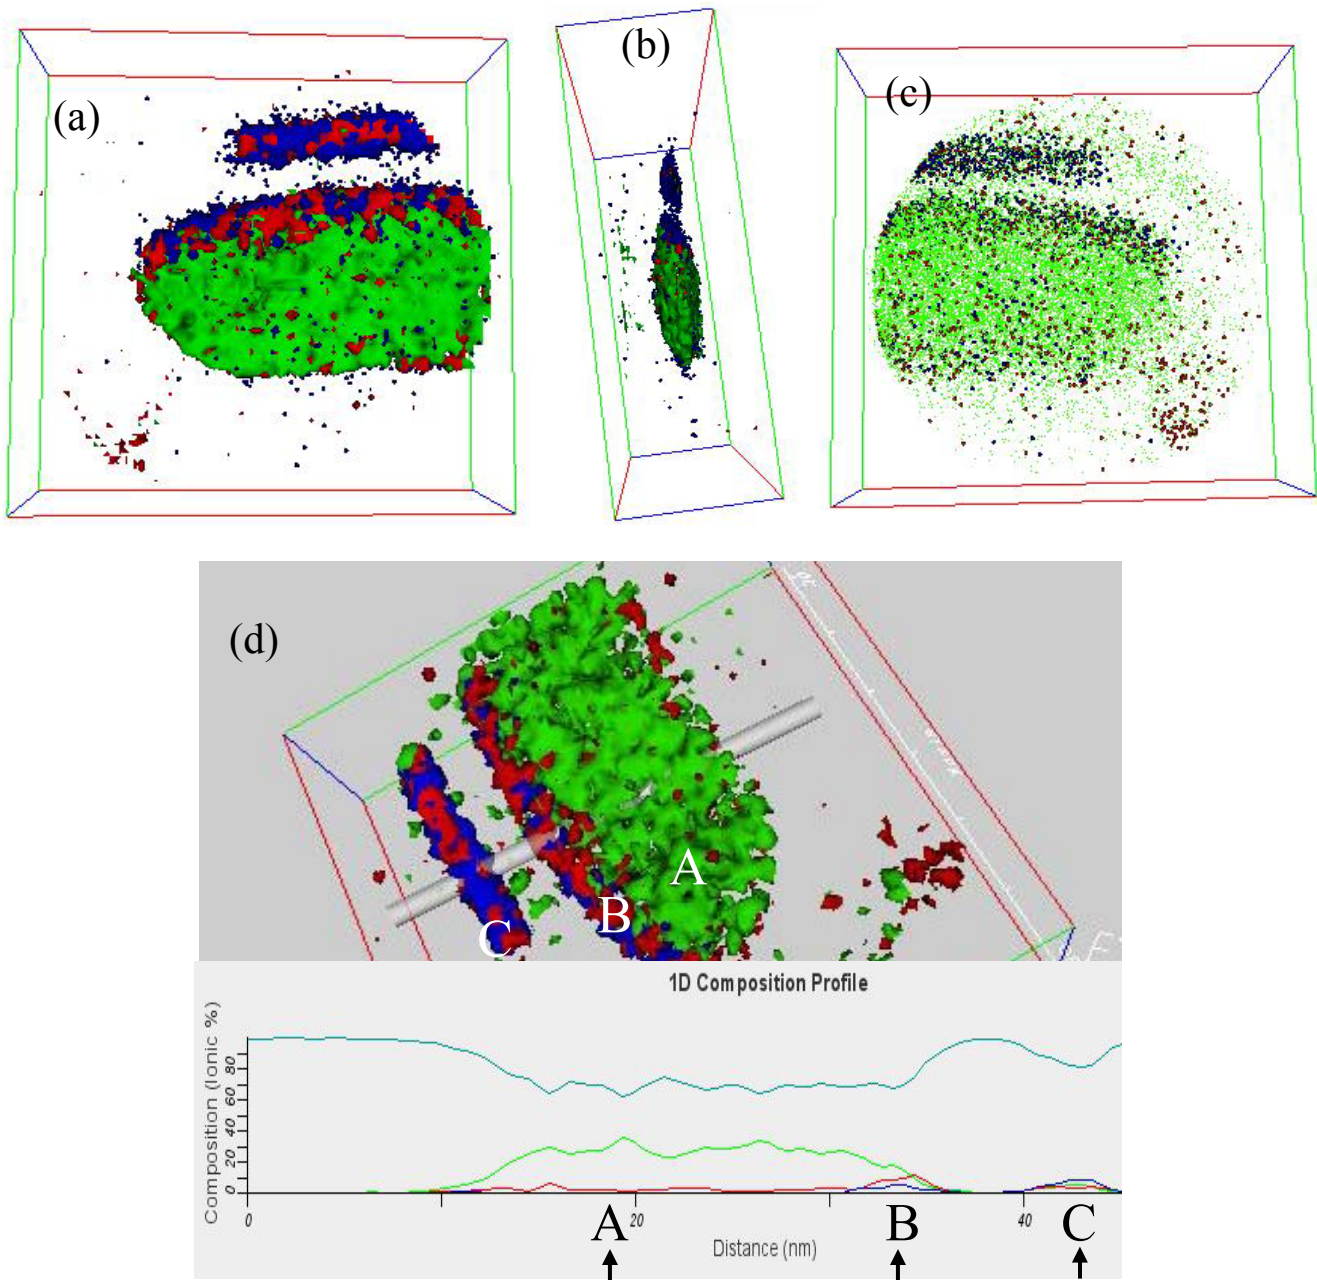 (a)
(b)
(c)
(d)
A
B
C
1D Composition Profile
Composition (Ionic %)
80
60
40
20
0
0
20
40
A
B
C
Distance (nm)